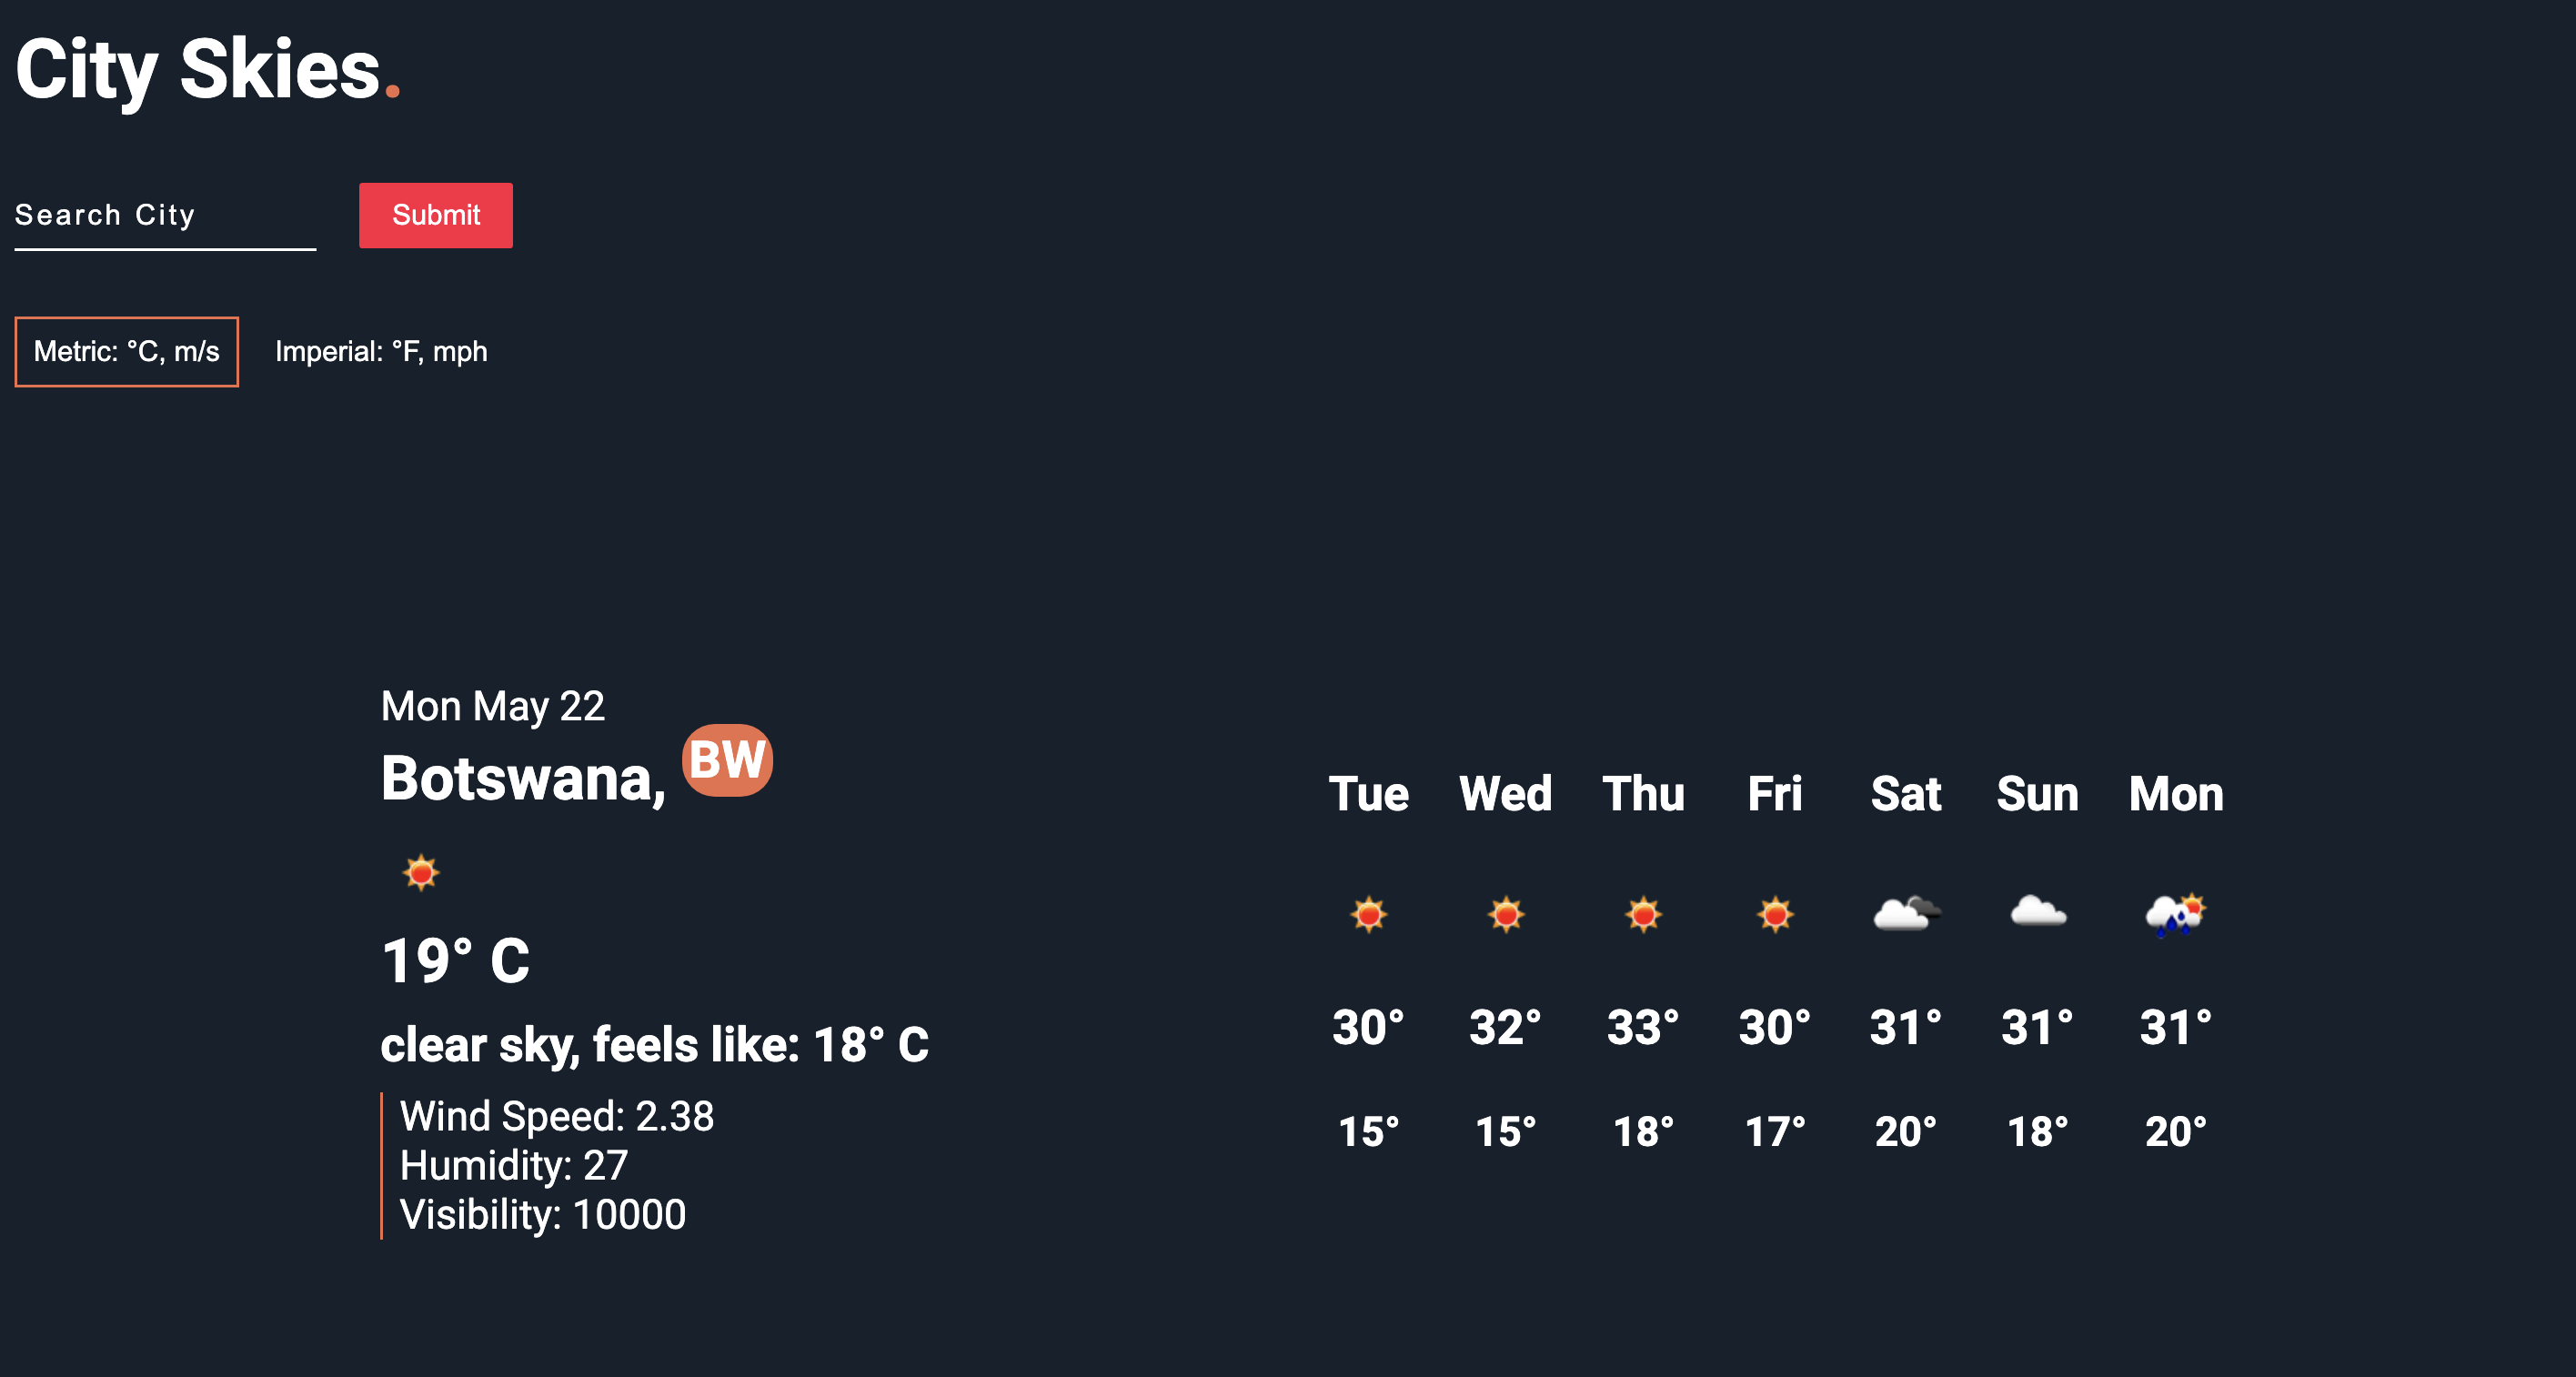 City Skies.
Search City
Submit
Metric: °C, m/s
Imperial: °F, mph
Mon May 22
Botswana, BW
19° C
clear sky, feels like: 18° C
Wind Speed: 2.38
Humidity: 27
Visibility: 10000
Tue Wed Thu Fri Sat Sun Mon
30° 32° 33° 30° 31° 31° 31°
15° 15° 18° 17° 20° 18° 20°